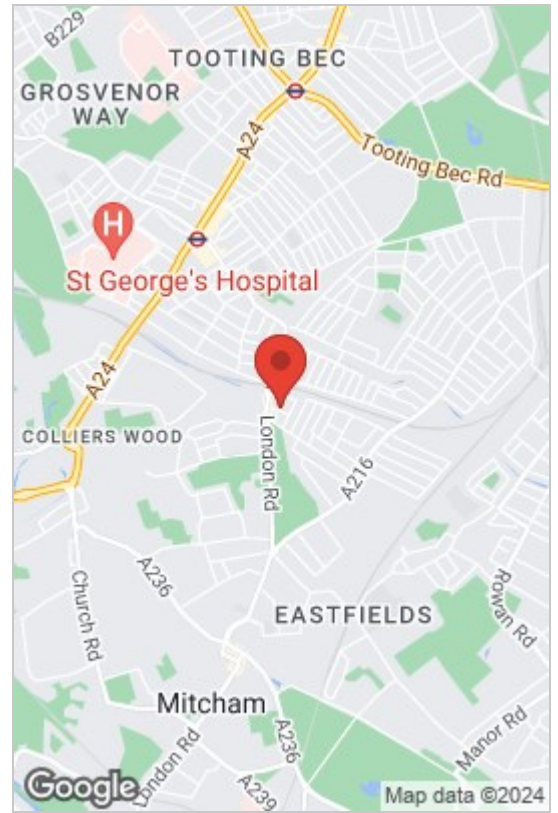 B229
TOOTING BEC
GROSVENOR
WAY
A24
Tooting Bec Rd
H
St George's Hospital
A24
COLLIERS WOOD
London Rd
A216
A236
Church Rd
EASTFIELDS
Rowan Rd
Mitcham
Manor Rd
London Rd
A236
A239
Google
Map data ©2024